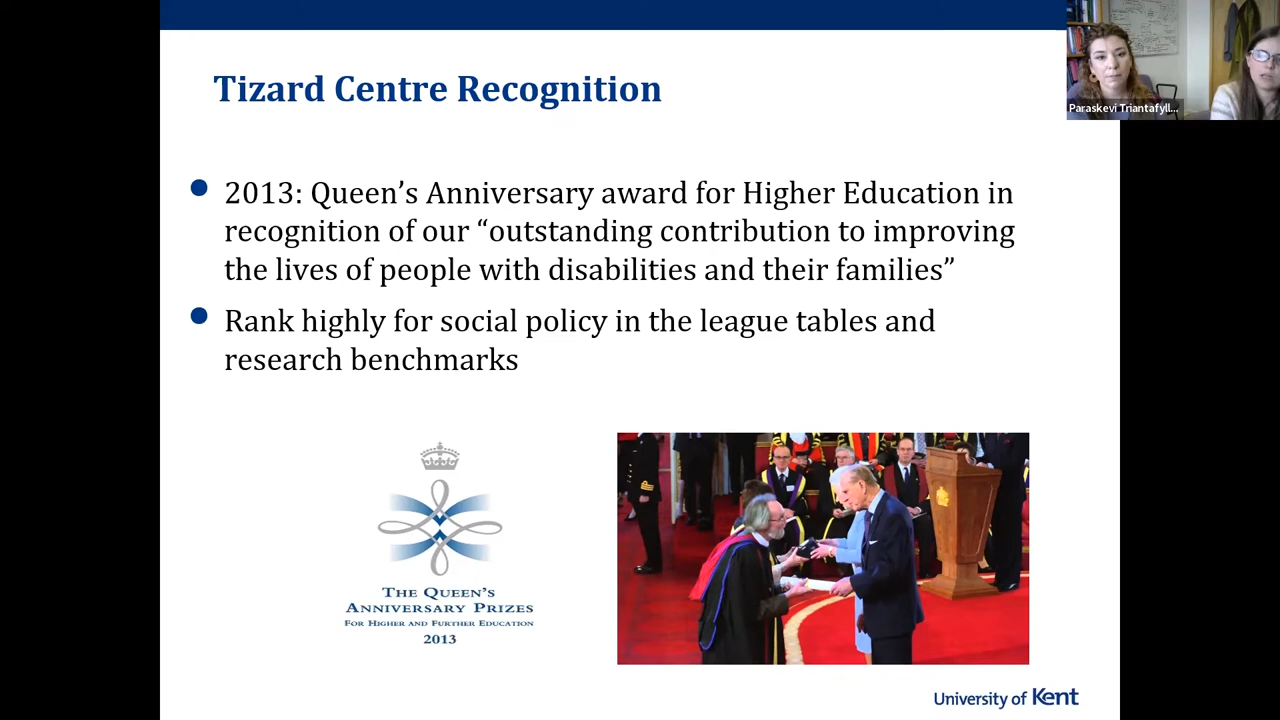 Tizard Centre Recognition
Paraskevi Triantafyll...
2013: Queen’s Anniversary award for Higher Education in
recognition of our “outstanding contribution to improving
the lives of people with disabilities and their families”
Rank highly for social policy in the league tables and
research benchmarks
THE QUEEN'S
ANNIVERSARY PRIZES
FOR HIGHER AND FURTHER EDUCATION
2013
University of Kent